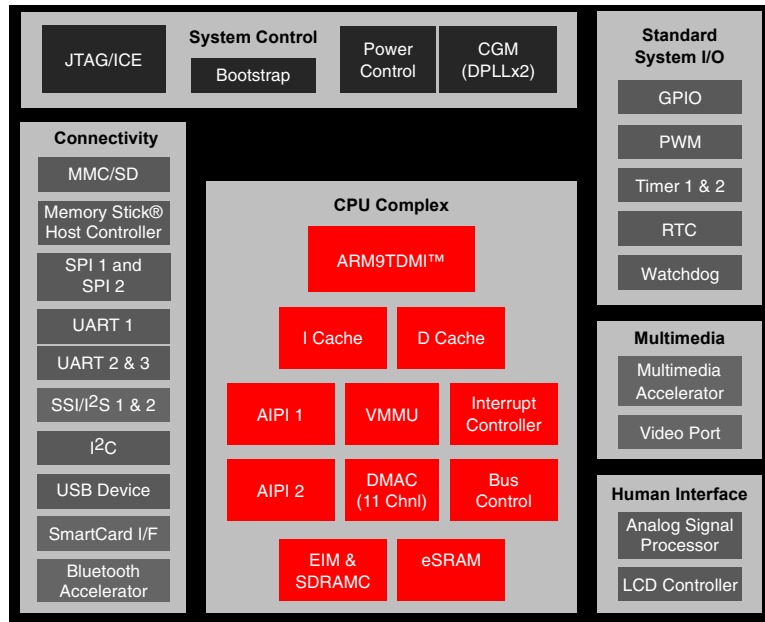 System Control
JTAG/ICE
Bootstrap
Power
Control
CGM
(DPLLx2)
Standard
System I/O
GPIO
PWM
Timer 1 & 2
RTC
Watchdog
Connectivity
MMC/SD
Memory Stick®
Host Controller
SPI 1 and
SPI 2
UART 1
UART 2 & 3
SSI/I2S 1 & 2
I2C
USB Device
SmartCard I/F
Bluetooth
Accelerator
CPU Complex
ARM9TDMI™
I Cache
D Cache
AIPI 1
VMMU
Interrupt
Controller
AIPI 2
DMAC
(11 Chnl)
Bus
Control
EIM &
SDRAMC
eSRAM
Multimedia
Multimedia
Accelerator
Video Port
Human Interface
Analog Signal
Processor
LCD Controller